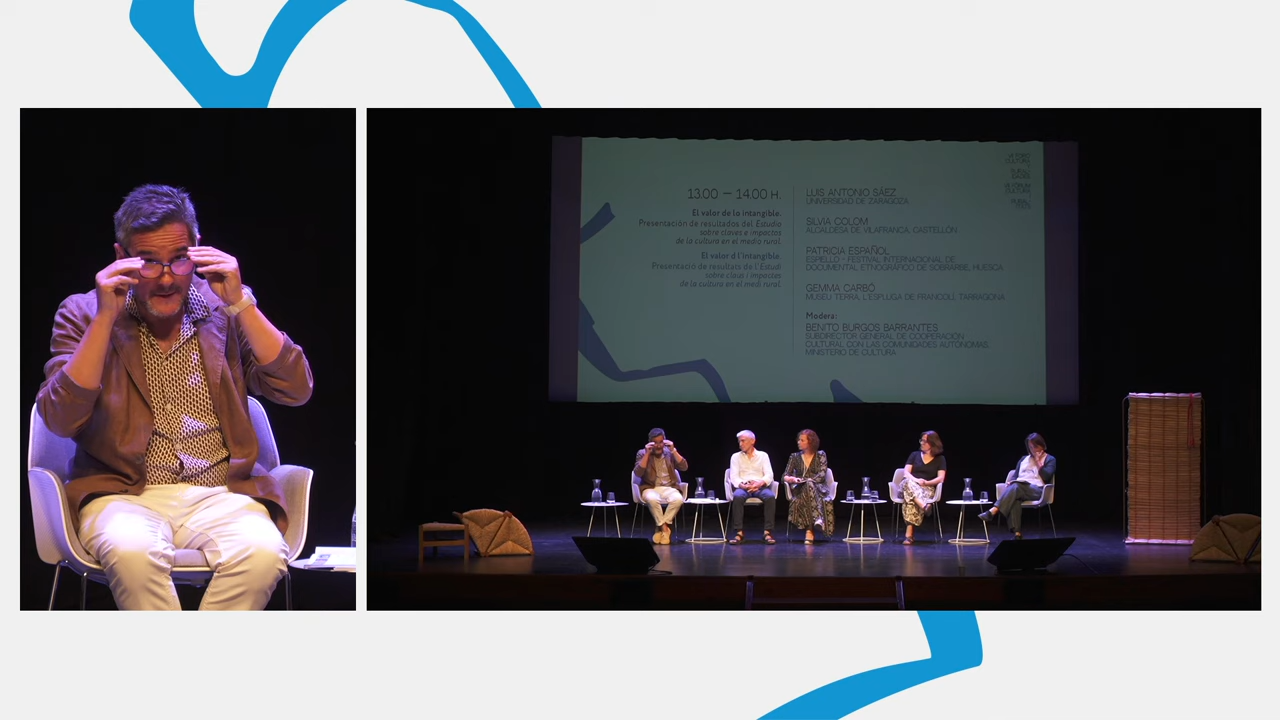 13.00 — 14.00 H.
El valor de lo intangible.
Presentación de resultados del Estudio
sobre claves e impactos
de la cultura en el medio rural.
El valor d l'intangible.
Presentació de resultats de l'Estudi
sobre claus i impactes
de la cultura en el medi rural.
LUIS ANTONIO SÁEZ
UNIVERSIDAD DE ZARAGOZA
SILVIA COLOM
ALCALDESA DE VILAFRANCA, CASTELLÓN
PATRICIA ESPAÑOL
ESPIELLO - FESTIVAL INTERNACIONAL DE
DOCUMENTAL ETNOGRÁFICO DE SOBRARBE, HUESCA
GEMMA CARBÓ
MUSEU TERRA, L'ESPLUGA DE FRANCOLÍ, TARRAGONA
Modera:
BENITO BURGOS BARRANTES
SUBDIRECTOR GENERAL DE COOPERACIÓN
CULTURAL CON LAS COMUNIDADES AUTÓNOMAS.
MINISTERIO DE CULTURA